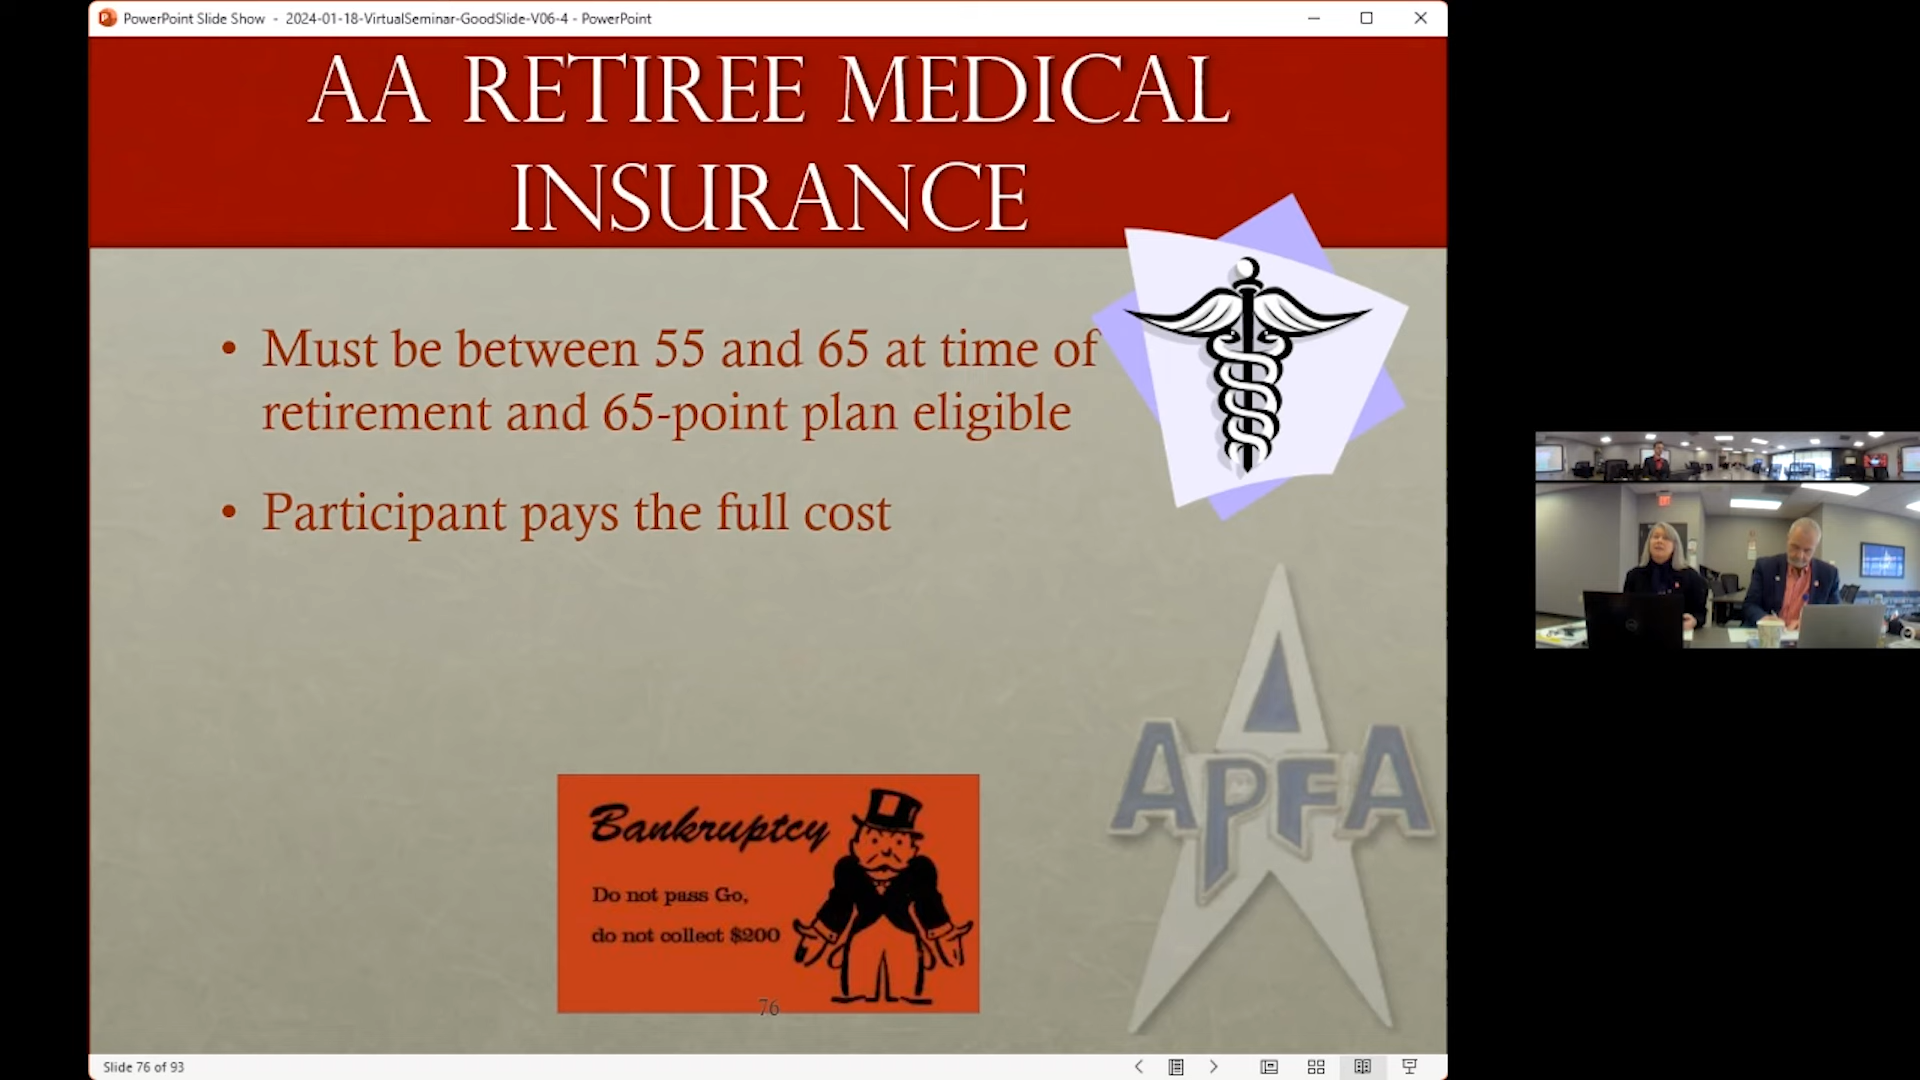 PowerPoint Slide Show - 2024-01-18-VirtualSeminar-GoodSlide-V06-4 - PowerPoint
AA RETIREE MEDICAL
INSURANCE
• Must be between 55 and 65 at time of
retirement and 65-point plan eligible
• Participant pays the full cost
APFA
Bankruptcy
Do not pass Go,
do not collect $200
76
Slide 76 of 93